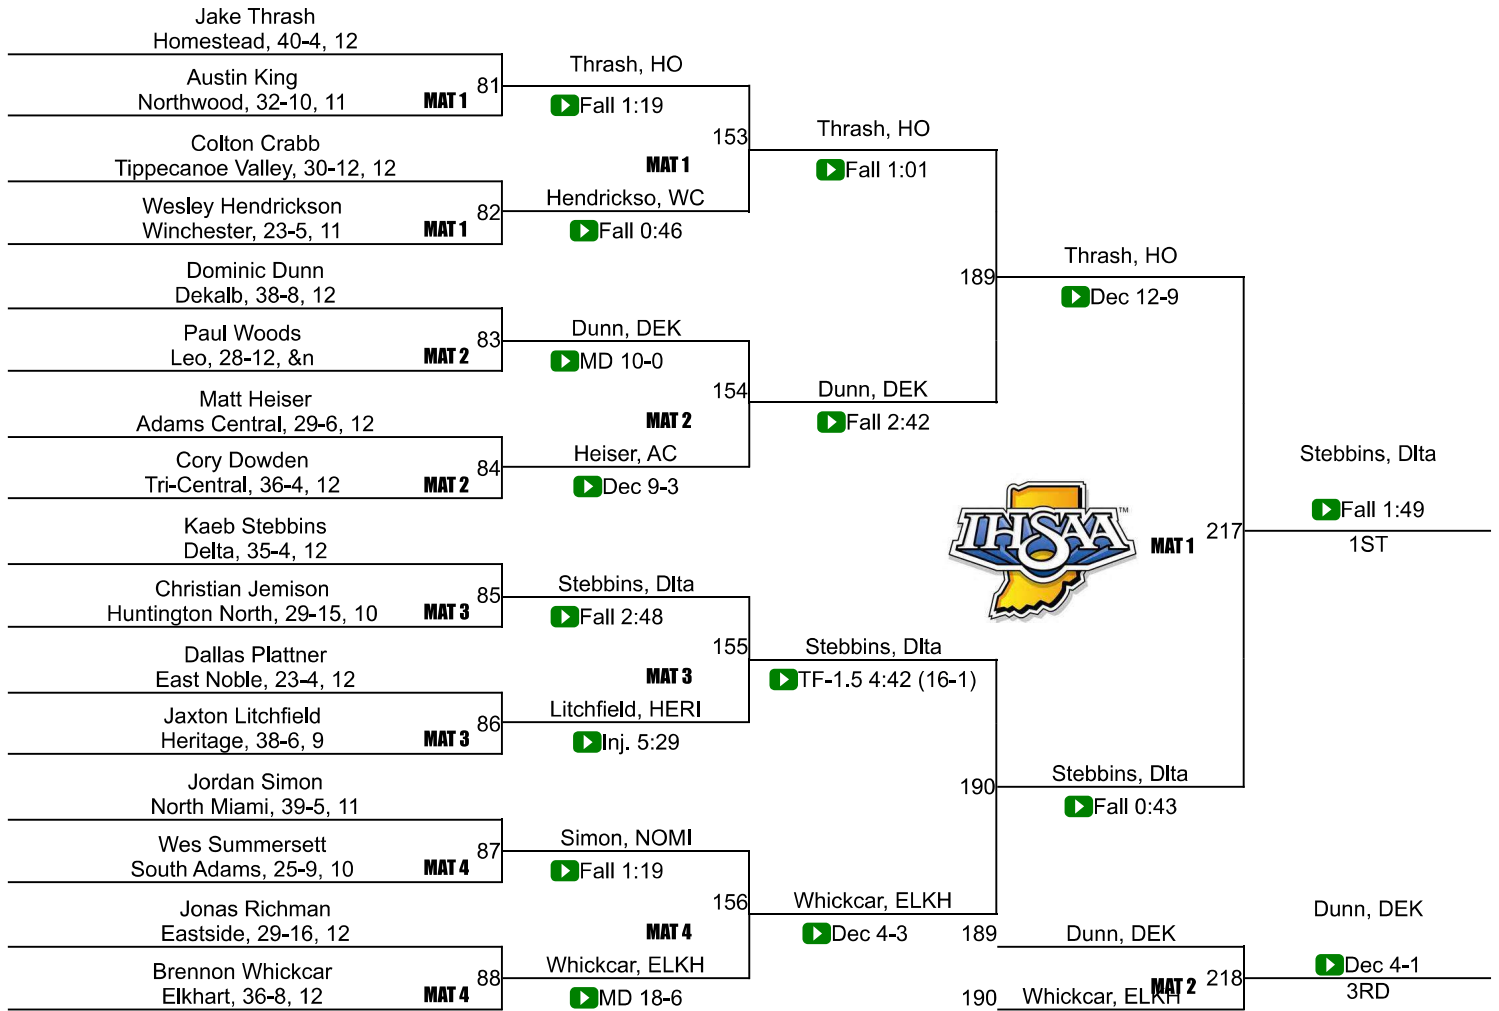 Jake Thrash
Homestead, 40-4, 12
Austin King
Northwood, 32-10, 11
MAT 1
81
Colton Crabb
Tippecanoe Valley, 30-12, 12
Wesley Hendrickson
Winchester, 23-5, 11
MAT 1
82
Dominic Dunn
Dekalb, 38-8, 12
Paul Woods
Leo, 28-12, &n
MAT 2
83
Matt Heiser
Adams Central, 29-6, 12
Cory Dowden
Tri-Central, 36-4, 12
MAT 2
84
Kaeb Stebbins
Delta, 35-4, 12
Christian Jemison
Huntington North, 29-15, 10
MAT 3
85
Dallas Plattner
East Noble, 23-4, 12
Jaxton Litchfield
Heritage, 38-6, 9
MAT 3
86
Jordan Simon
North Miami, 39-5, 11
Wes Summersett
South Adams, 25-9, 10
MAT 4
87
Jonas Richman
Eastside, 29-16, 12
Brennon Whickcar
Elkhart, 36-8, 12
MAT 4
88
Thrash, HO
Fall 1:19
153
MAT 1
Hendrickso, WC
Fall 0:46
Dunn, DEK
MD 10-0
154
MAT 2
Heiser, AC
Dec 9-3
Stebbins, Dlta
Fall 2:48
155
MAT 3
Litchfield, HERI
Inj. 5:29
Simon, NOMI
Fall 1:19
156
MAT 4
Whickcar, ELKH
MD 18-6
Thrash, HO
Fall 1:01
189
Dunn, DEK
Fall 2:42
Stebbins, Dlta
TF-1.5 4:42 (16-1)
190
Whickcar, ELKH
Dec 4-3
Thrash, HO
Dec 12-9
IHSAA
™
MAT 1
217
Stebbins, Dlta
Fall 0:43
Stebbins, Dlta
Fall 1:49
1ST
189
Dunn, DEK
MAT 2
218
190
Whickcar, ELKH
Dunn, DEK
Dec 4-1
3RD